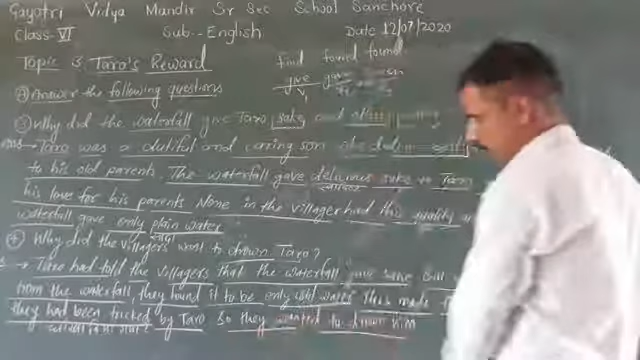 Gayatri Vidya Mandir Sr Sec School Sanchore
Class-VI Sub--English Date 12/07/2020
Topic is Taro's Reward find found found
give gave
V1
Answer the following questions
③ Why did the waterfall give Taro sake and
Taro was a dutiful and caring son
to his old parents. The waterfall gave delicious sake to Taro
his love for his parents None in the villager had this quality
waterfall gave only plain water
④ Why did the villagers want to drown Taro?
→ Taro had told the villagers that the waterfall gave sake. But
from the waterfall, they found it to be only cold water This made
they had been tricked by Taro So they wanted to drown him